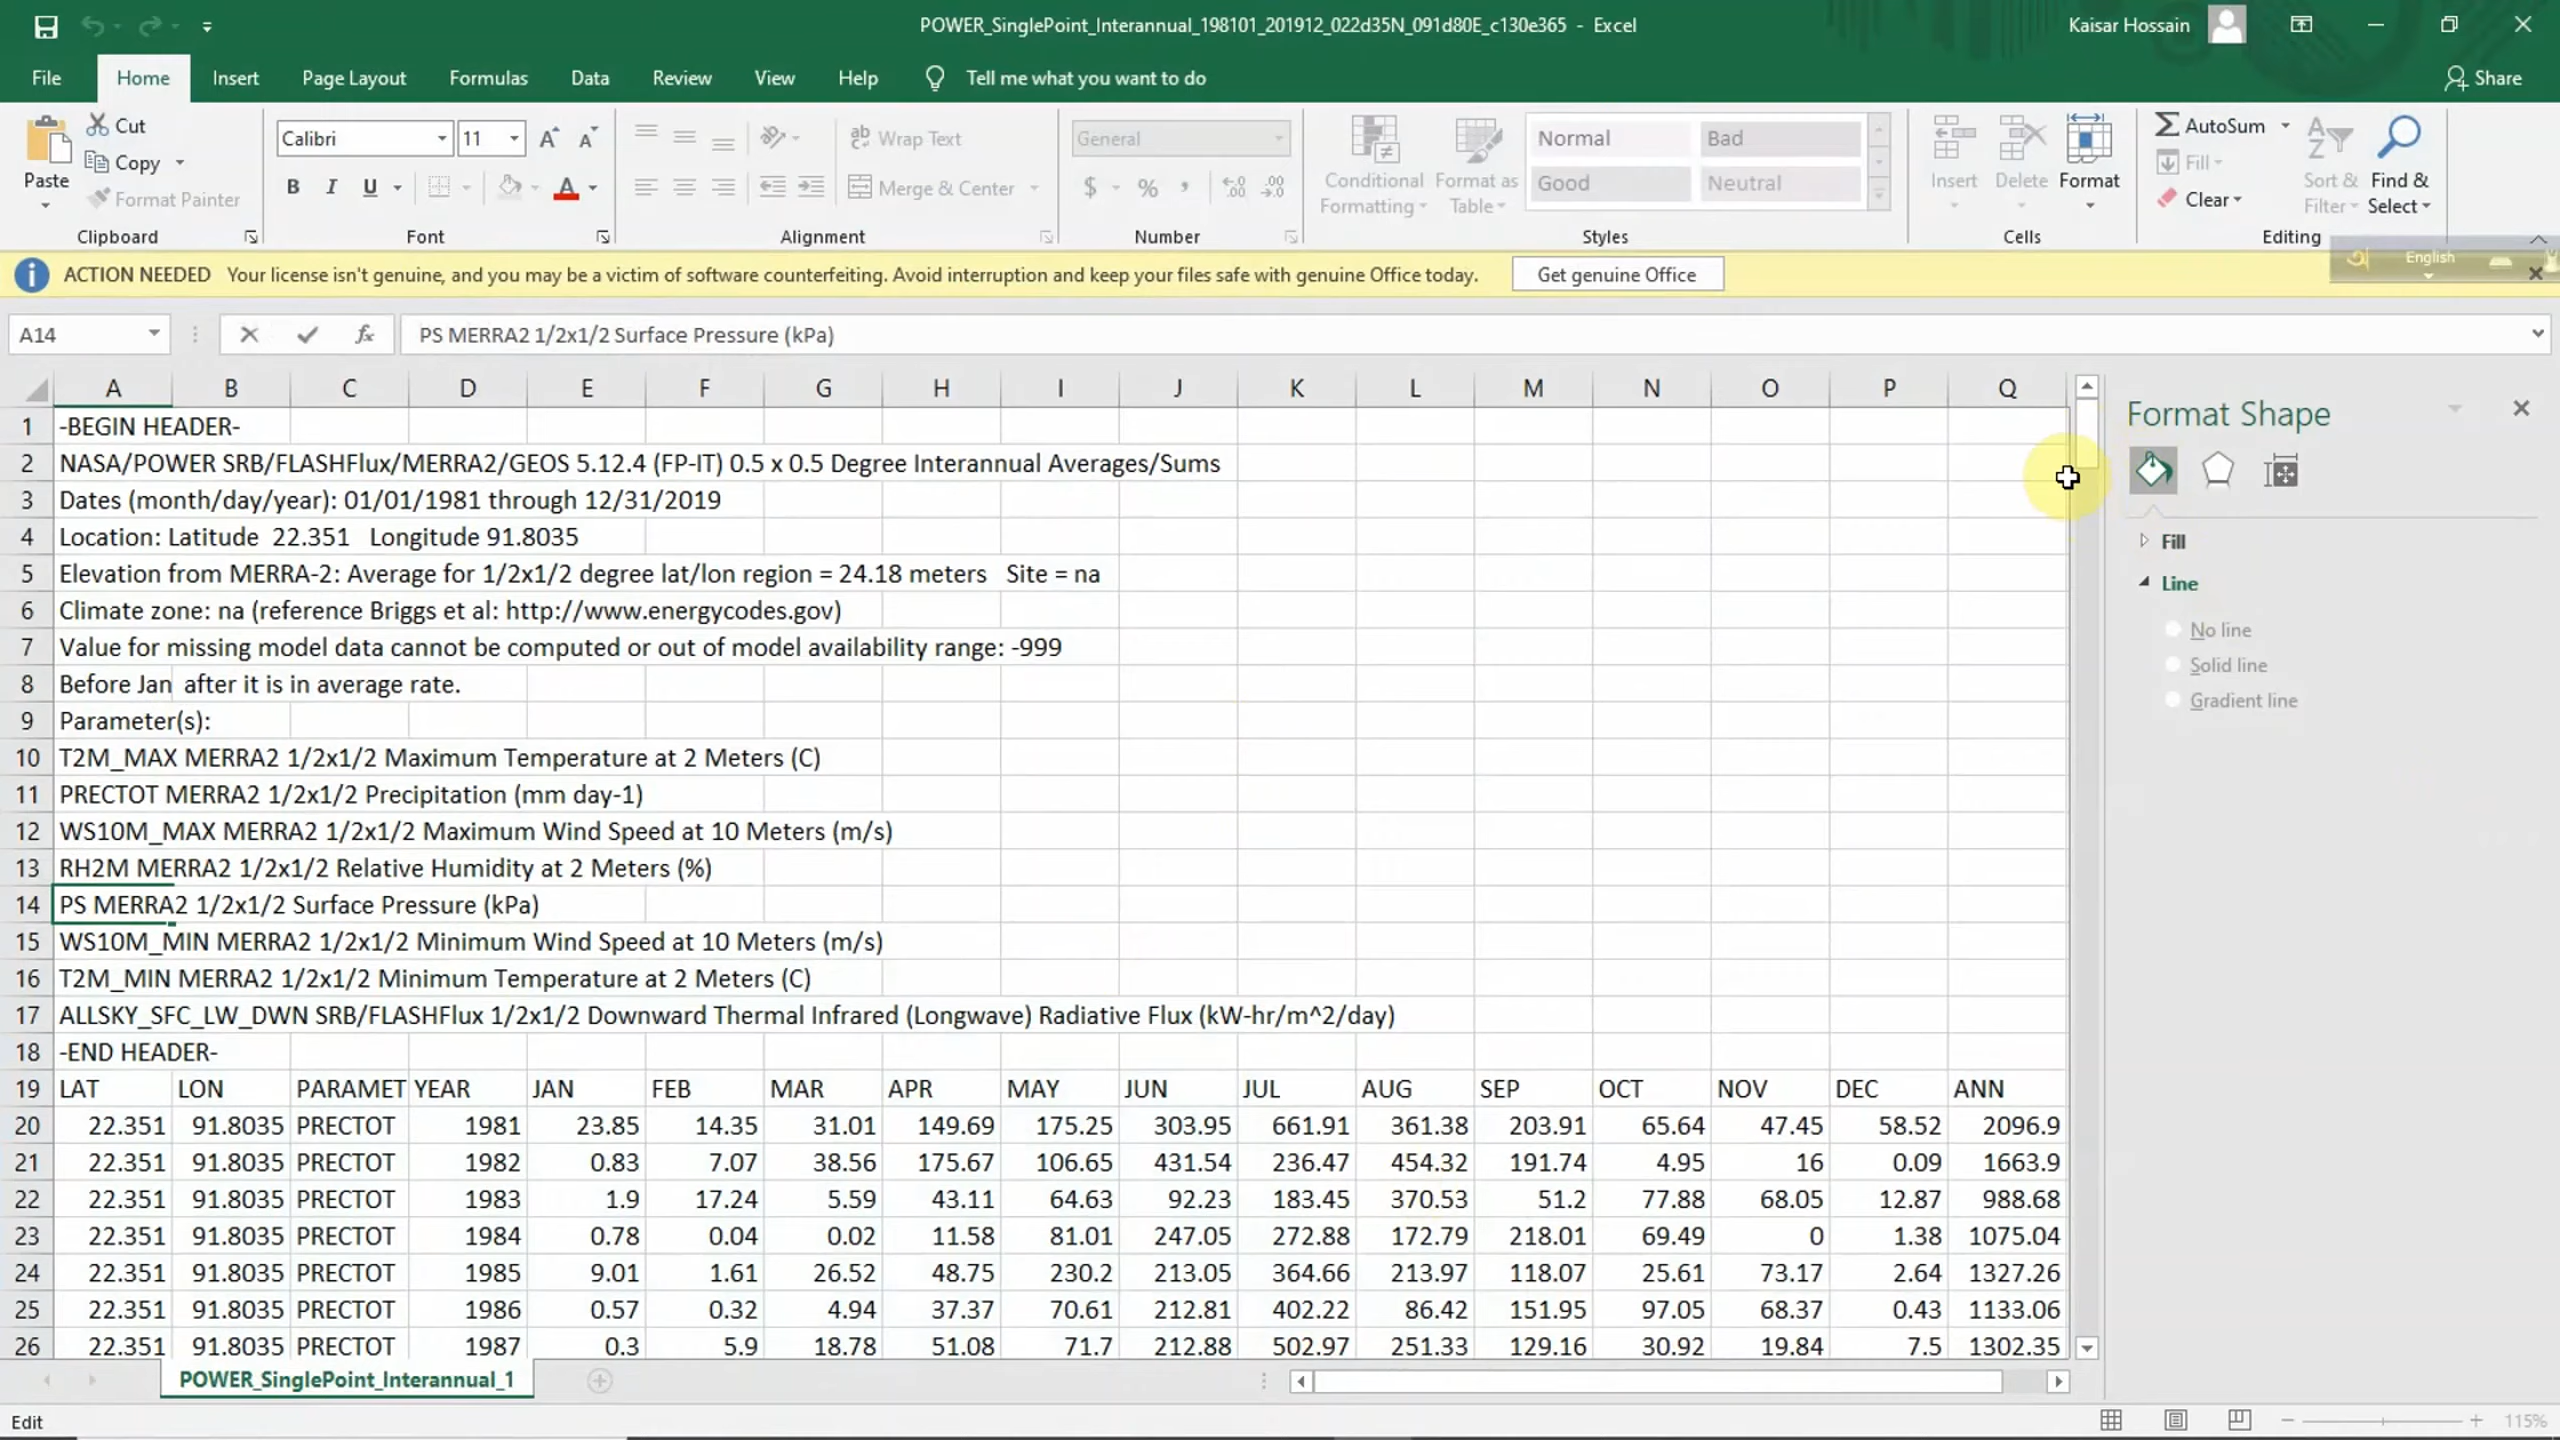 POWER_SinglePoint_Interannual_198101_201912_022d35N_091d80E_c130e365 - Excel
Kaisar Hossain
File Home Insert Page Layout Formulas Data Review View Help Tell me what you want to do Share
Paste
Cut
Copy
Format Painter
Clipboard
Calibri 11
B I U A
Font
Wrap Text
Merge & Center
Alignment
General
$ % ,
Number
Conditional Formatting
Format as Table
Normal Bad
Good Neutral
Styles
Insert Delete Format
Cells
AutoSum
Fill
Clear
Sort & Filter
Find & Select
Editing
ACTION NEEDED Your license isn't genuine, and you may be a victim of software counterfeiting. Avoid interruption and keep your files safe with genuine Office today. Get genuine Office
English
A14 fx PS MERRA2 1/2x1/2 Surface Pressure (kPa)
A B C D E F G H I J K L M N O P Q
1 -BEGIN HEADER-
2 NASA/POWER SRB/FLASHFlux/MERRA2/GEOS 5.12.4 (FP-IT) 0.5 x 0.5 Degree Interannual Averages/Sums
3 Dates (month/day/year): 01/01/1981 through 12/31/2019
4 Location: Latitude 22.351 Longitude 91.8035
5 Elevation from MERRA-2: Average for 1/2x1/2 degree lat/lon region = 24.18 meters Site = na
6 Climate zone: na (reference Briggs et al: http://www.energycodes.gov)
7 Value for missing model data cannot be computed or out of model availability range: -999
8 Before Jan after it is in average rate.
9 Parameter(s):
10 T2M_MAX MERRA2 1/2x1/2 Maximum Temperature at 2 Meters (C)
11 PRECTOT MERRA2 1/2x1/2 Precipitation (mm day-1)
12 WS10M_MAX MERRA2 1/2x1/2 Maximum Wind Speed at 10 Meters (m/s)
13 RH2M MERRA2 1/2x1/2 Relative Humidity at 2 Meters (%)
14 PS MERRA2 1/2x1/2 Surface Pressure (kPa)
15 WS10M_MIN MERRA2 1/2x1/2 Minimum Wind Speed at 10 Meters (m/s)
16 T2M_MIN MERRA2 1/2x1/2 Minimum Temperature at 2 Meters (C)
17 ALLSKY_SFC_LW_DWN SRB/FLASHFlux 1/2x1/2 Downward Thermal Infrared (Longwave) Radiative Flux (kW-hr/m^2/day)
18 -END HEADER-
19 LAT LON PARAMET YEAR JAN FEB MAR APR MAY JUN JUL AUG SEP OCT NOV DEC ANN
20 22.351 91.8035 PRECTOT 1981 23.85 14.35 31.01 149.69 175.25 303.95 661.91 361.38 203.91 65.64 47.45 58.52 2096.9
21 22.351 91.8035 PRECTOT 1982 0.83 7.07 38.56 175.67 106.65 431.54 236.47 454.32 191.74 4.95 16 0.09 1663.9
22 22.351 91.8035 PRECTOT 1983 1.9 17.24 5.59 43.11 64.63 92.23 183.45 370.53 51.2 77.88 68.05 12.87 988.68
23 22.351 91.8035 PRECTOT 1984 0.78 0.04 0.02 11.58 81.01 247.05 272.88 172.79 218.01 69.49 0 1.38 1075.04
24 22.351 91.8035 PRECTOT 1985 9.01 1.61 26.52 48.75 230.2 213.05 364.66 213.97 118.07 25.61 73.17 2.64 1327.26
25 22.351 91.8035 PRECTOT 1986 0.57 0.32 4.94 37.37 70.61 212.81 402.22 86.42 151.95 97.05 68.37 0.43 1133.06
26 22.351 91.8035 PRECTOT 1987 0.3 5.9 18.78 51.08 71.7 212.88 502.97 251.33 129.16 30.92 19.84 7.5 1302.35
Format Shape
Fill
Line
No line
Solid line
Gradient line
POWER_SinglePoint_Interannual_1
Edit
115%